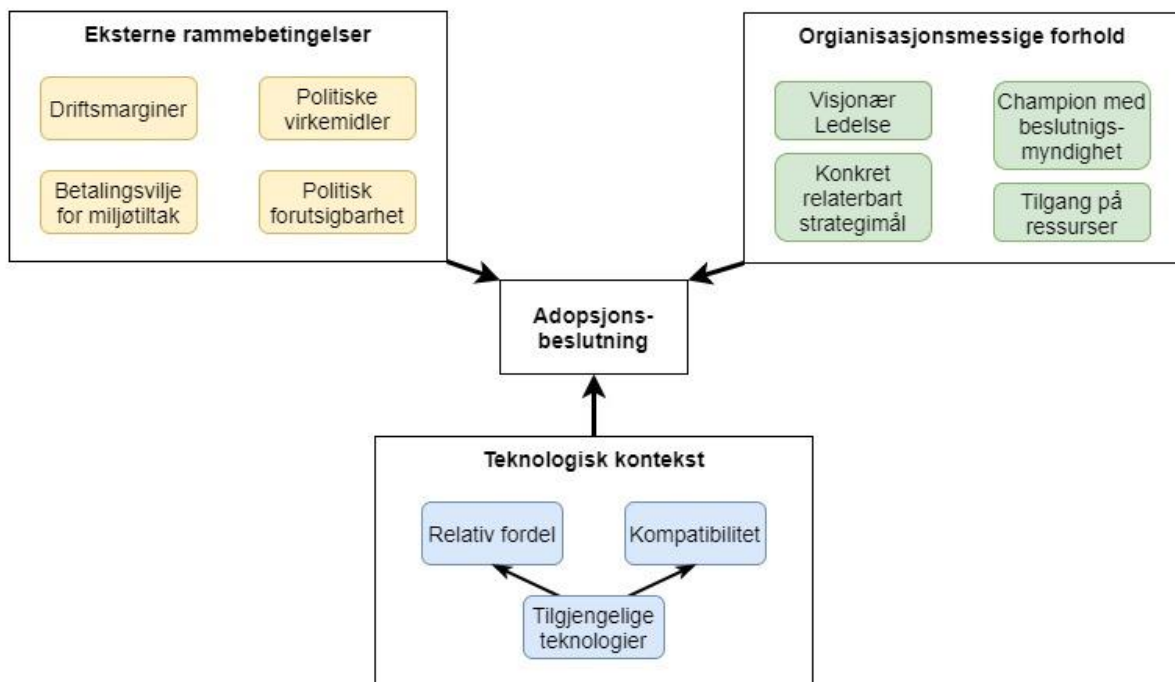 Eksterne rammebetingelser
Driftsmarginer
Politiske
virkemidler
Betalingsvilje
for miljøtiltak
Politisk
forutsigbarhet
Orgianisasjonsmessige forhold
Visjonær
Ledelse
Champion med
beslutnigs-
myndighet
Konkret
relaterbart
strategimål
Tilgang på
ressurser
Adopsjons-
beslutning
Teknologisk kontekst
Relativ fordel
Kompatibilitet
Tilgjengelige
teknologier